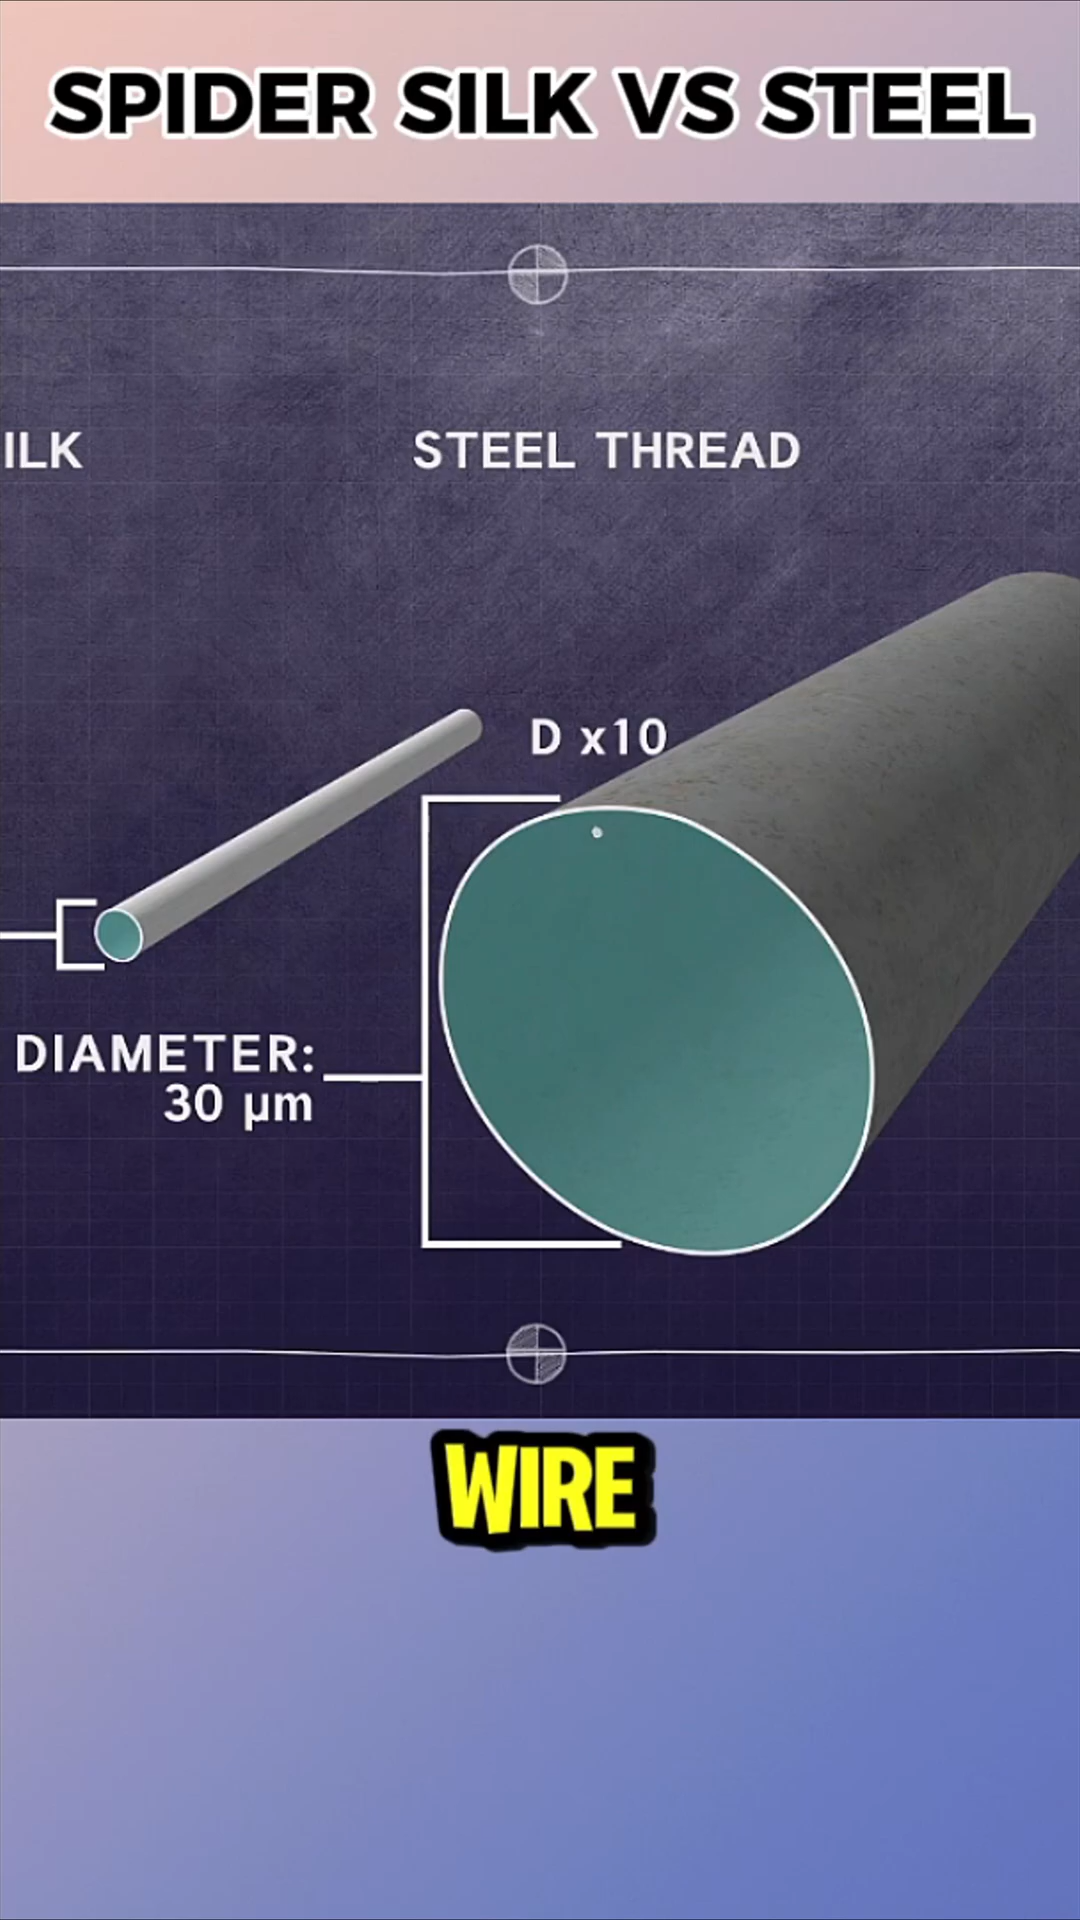 SPIDER SILK VS STEEL
ILK
STEEL THREAD
D x10
DIAMETER:
30 µm
WIRE